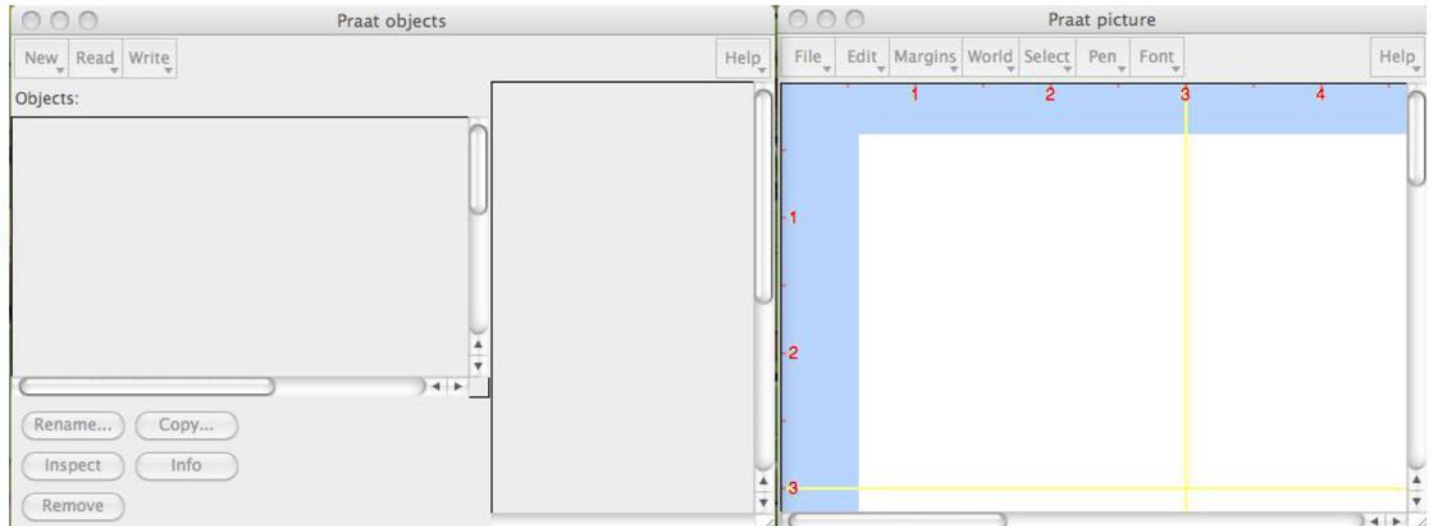 Praat objects
New Read Write Help
Objects:
Rename... Copy...
Inspect Info
Remove
Praat picture
File Edit Margins World Select Pen Font Help
1 2 3 4
1
2
3